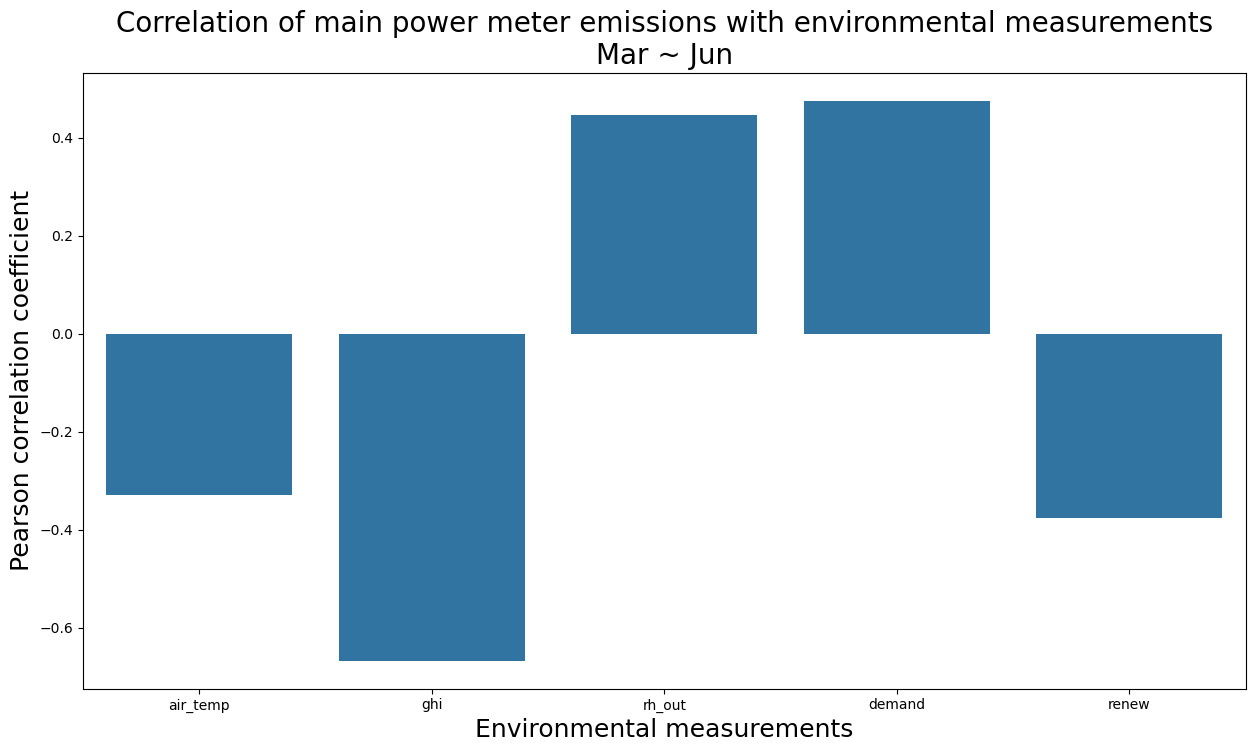 Correlation of main power meter emissions with environmental measurements
Mar ~ Jun
Pearson correlation coefficient
0.4
0.2
0.0
−0.2
−0.4
−0.6
air_temp ghi rh_out demand renew
Environmental measurements